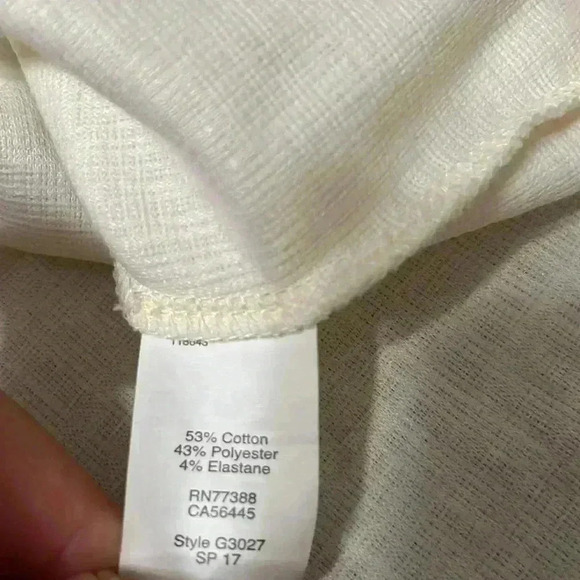 53% Cotton
43% Polyester
4% Elastane
RN77388
CA56445
Style G3027
SP 17